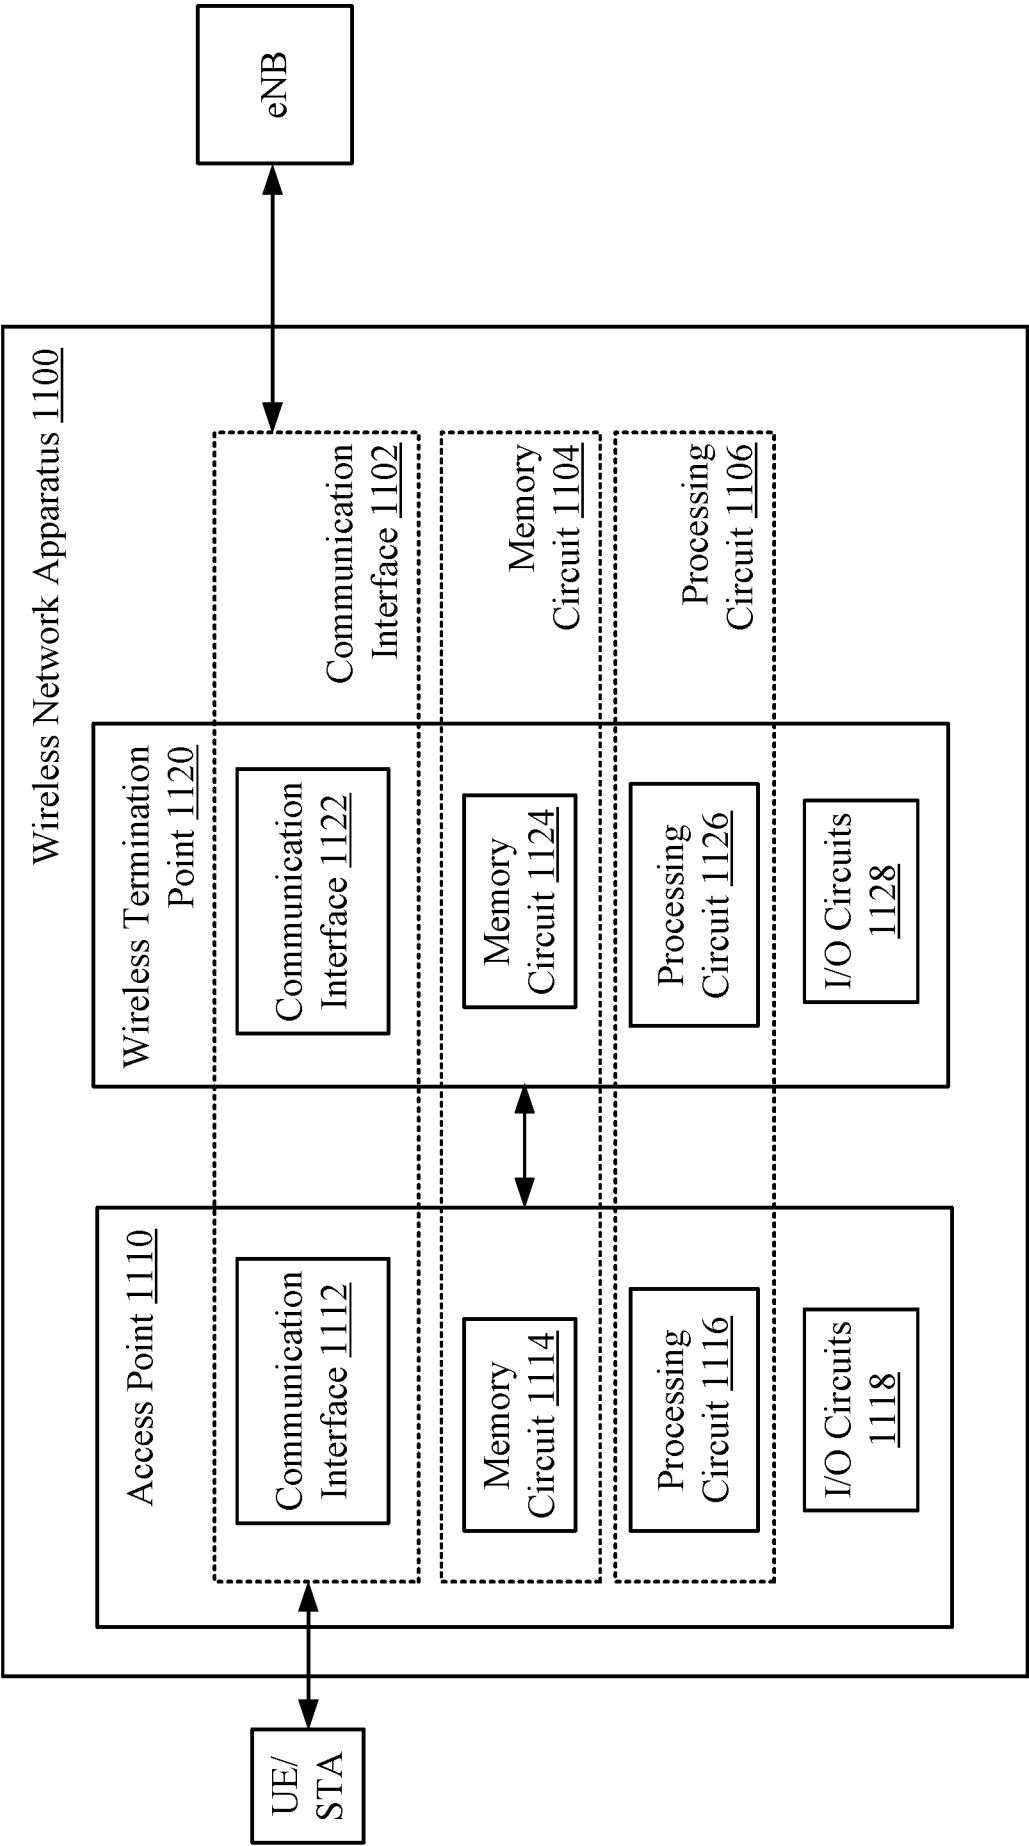 Wireless Network Apparatus 1100
Access Point 1110
Communication
Interface 1112
Memory
Circuit 1114
Processing
Circuit 1116
I/O Circuits
1118
Wireless Termination
Point 1120
Communication
Interface 1122
Memory
Circuit 1124
Processing
Circuit 1126
I/O Circuits
1128
Communication
Interface 1102
Memory
Circuit 1104
Processing
Circuit 1106
UE/
STA
eNB